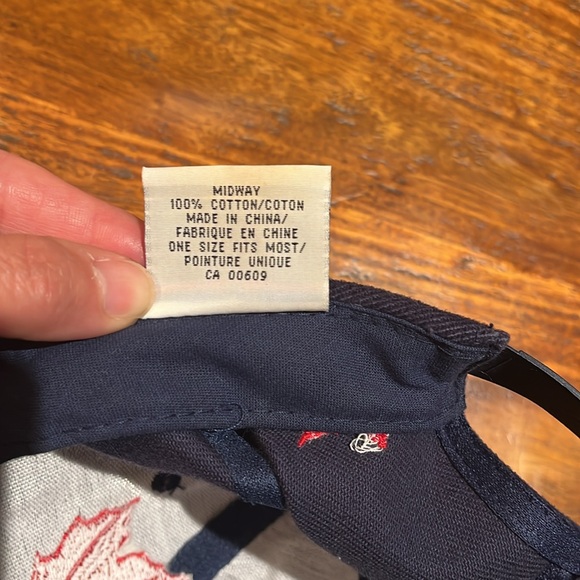 MIDWAY
100% COTTON/COTON
MADE IN CHINA/
FABRIQUE EN CHINE
ONE SIZE FITS MOST/
POINTURE UNIQUE
CA 00609